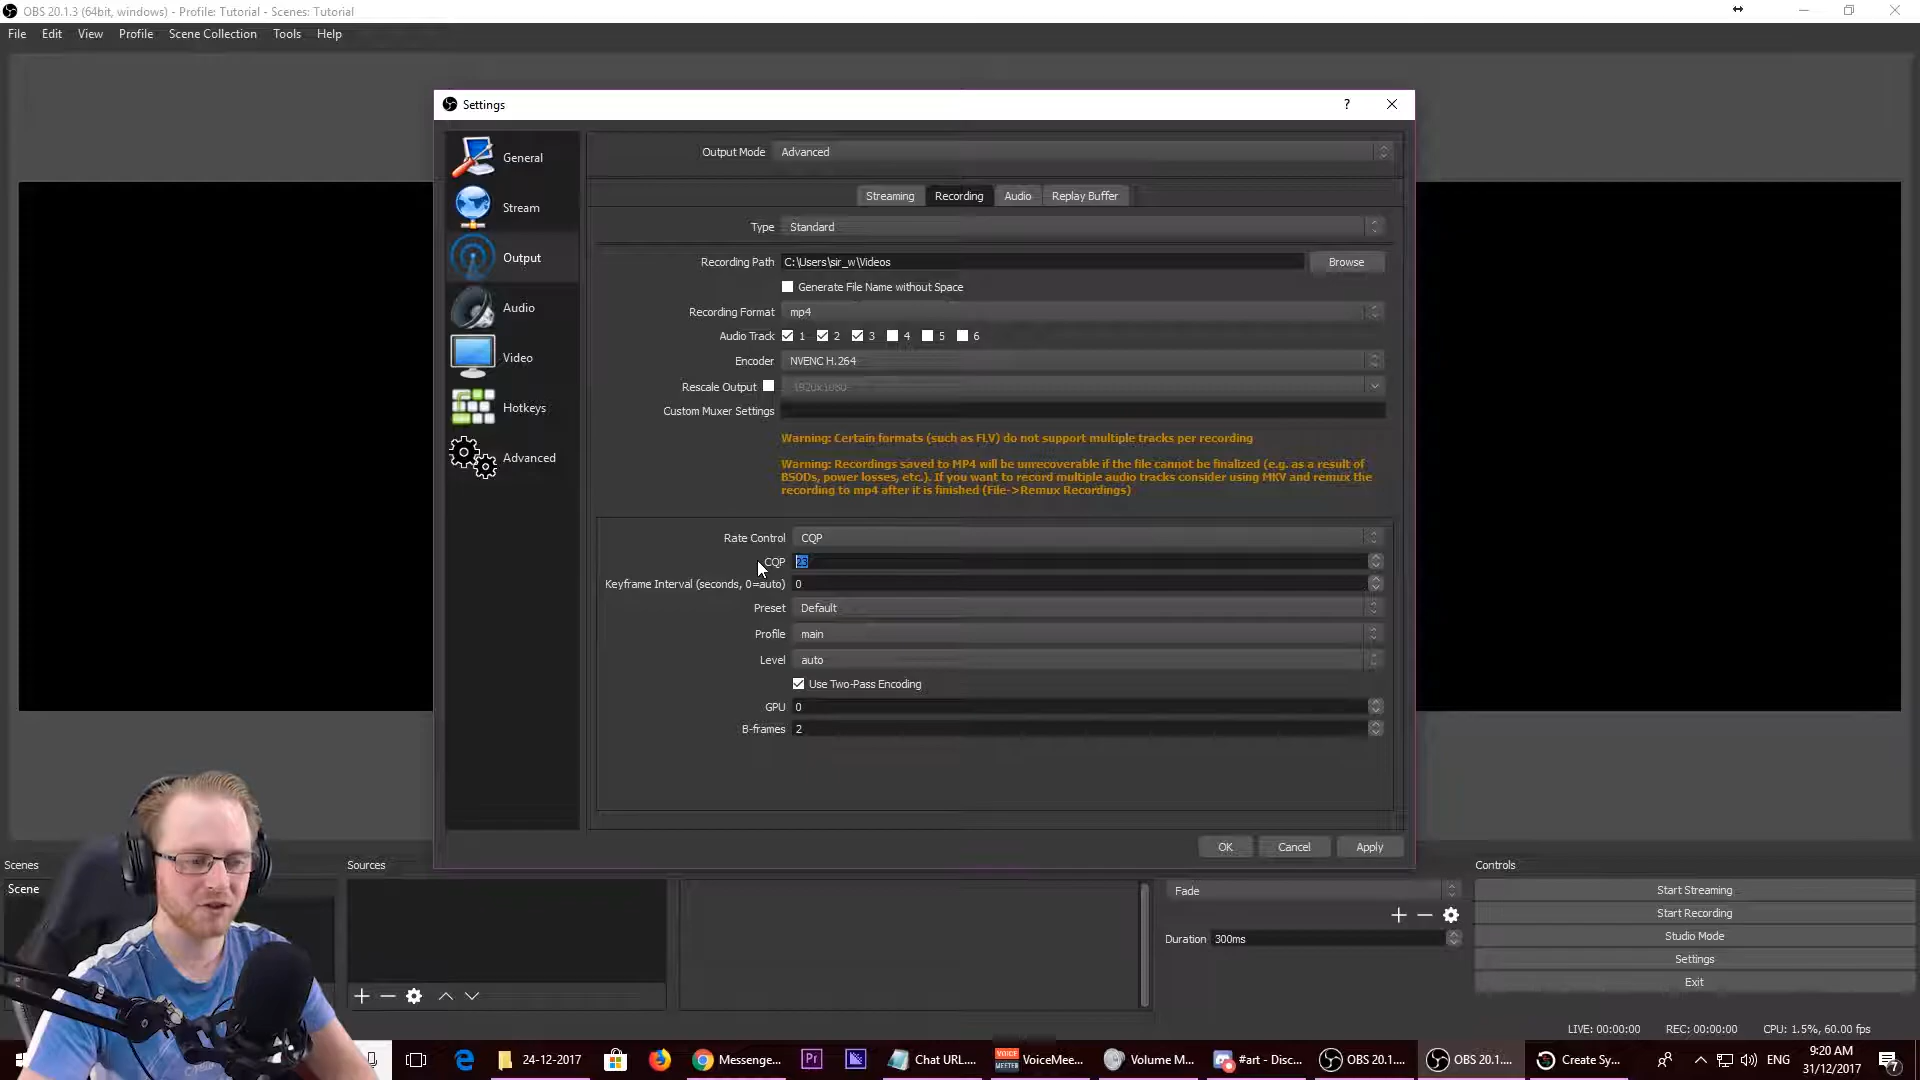 OBS 20.1.3 (64bit, windows) - Profile: Tutorial - Scenes: Tutorial
File Edit View Profile Scene Collection Tools Help
Settings
?
General
Stream
Output
Audio
Video
Hotkeys
Advanced
Output Mode Advanced
Streaming Recording Audio Replay Buffer
Type Standard
Recording Path C:\Users\sir_w\Videos Browse
Generate File Name without Space
Recording Format mp4
Audio Track 1 2 3 4 5 6
Encoder NVENC H.264
Rescale Output 1920x1080
Custom Muxer Settings
Warning: Certain formats (such as FLV) do not support multiple tracks per recording
Warning: Recordings saved to MP4 will be unrecoverable if the file cannot be finalized (e.g. as a result of
BSODs, power losses, etc.). If you want to record multiple audio tracks consider using MKV and remux the
recording to mp4 after it is finished (File->Remux Recordings)
Rate Control CQP
CQP 23
Keyframe Interval (seconds, 0=auto) 0
Preset Default
Profile main
Level auto
Use Two-Pass Encoding
GPU 0
B-frames 2
OK Cancel Apply
Scenes
Scene
Sources
Fade
Duration 300ms
Controls
Start Streaming
Start Recording
Studio Mode
Settings
Exit
LIVE: 00:00:00 REC: 00:00:00 CPU: 1.5%, 60.00 fps
24-12-2017 Messenge... Pr Chat URL.... VOICE MEETER VoiceMee... Volume M... #art - Disc... OBS 20.1.... OBS 20.1.... Create Sy... ENG
9:20 AM
31/12/2017
7